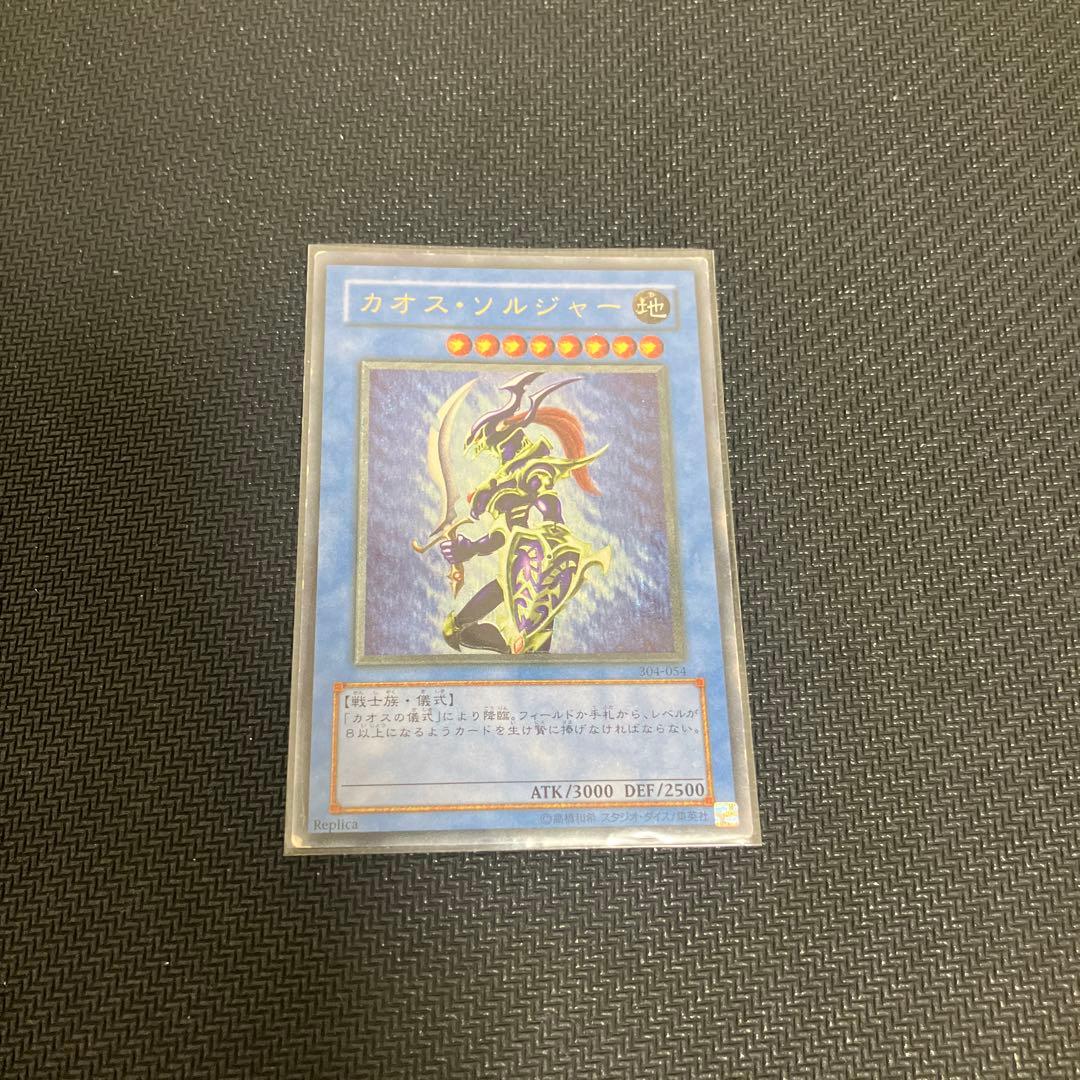 カオス・ソルジャー
地
304-054
【戦士族・儀式】
「カオスの儀式」により降臨。フィールドか手札から、レベルが
8以上になるようカードを生け贄に捧げなければならない。
ATK/3000 DEF/2500
Replica
©高橋和希 スタジオ・ダイス/集英社